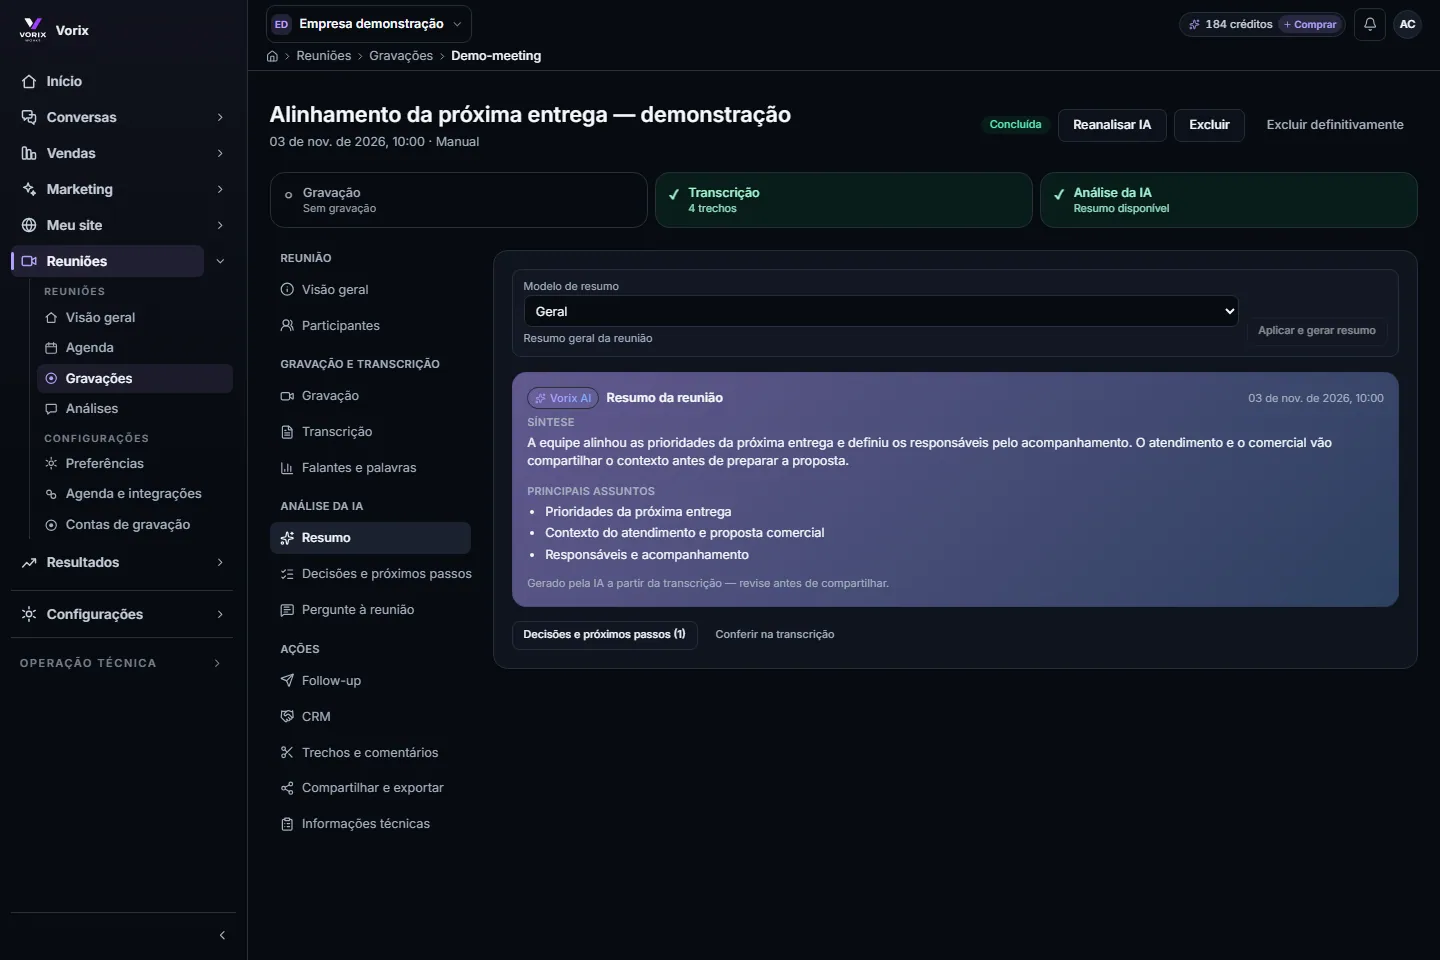 VORIX
Vorix
Início
Conversas
Vendas
Marketing
Meu site
Reuniões
REUNIÕES
Visão geral
Agenda
Gravações
Análises
CONFIGURAÇÕES
Preferências
Agenda e integrações
Contas de gravação
Resultados
Configurações
OPERAÇÃO TÉCNICA
ED Empresa demonstração
184 créditos + Comprar
AC
Reuniões > Gravações > Demo-meeting
Alinhamento da próxima entrega — demonstração
03 de nov. de 2026, 10:00 · Manual
Concluída
Reanalisar IA
Excluir
Excluir definitivamente
Gravação
Sem gravação
Transcrição
4 trechos
Análise da IA
Resumo disponível
REUNIÃO
Visão geral
Participantes
GRAVAÇÃO E TRANSCRIÇÃO
Gravação
Transcrição
Falantes e palavras
ANÁLISE DA IA
Resumo
Decisões e próximos passos
Pergunte à reunião
AÇÕES
Follow-up
CRM
Trechos e comentários
Compartilhar e exportar
Informações técnicas
Modelo de resumo
Geral
Resumo geral da reunião
Aplicar e gerar resumo
Vorix AI Resumo da reunião
03 de nov. de 2026, 10:00
SÍNTESE
A equipe alinhou as prioridades da próxima entrega e definiu os responsáveis pelo acompanhamento. O atendimento e o comercial vão
compartilhar o contexto antes de preparar a proposta.
PRINCIPAIS ASSUNTOS
• Prioridades da próxima entrega
• Contexto do atendimento e proposta comercial
• Responsáveis e acompanhamento
Gerado pela IA a partir da transcrição — revise antes de compartilhar.
Decisões e próximos passos (1)
Conferir na transcrição